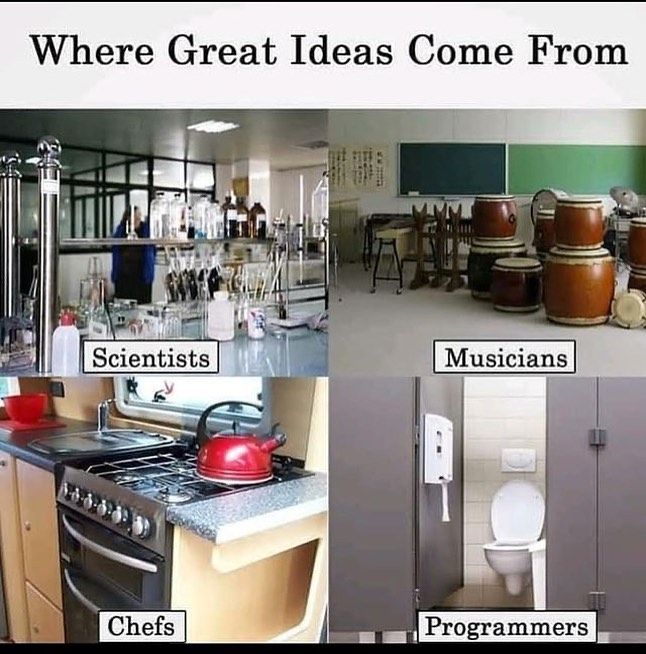 Where Great Ideas Come From
Scientists
Musicians
Chefs
Programmers